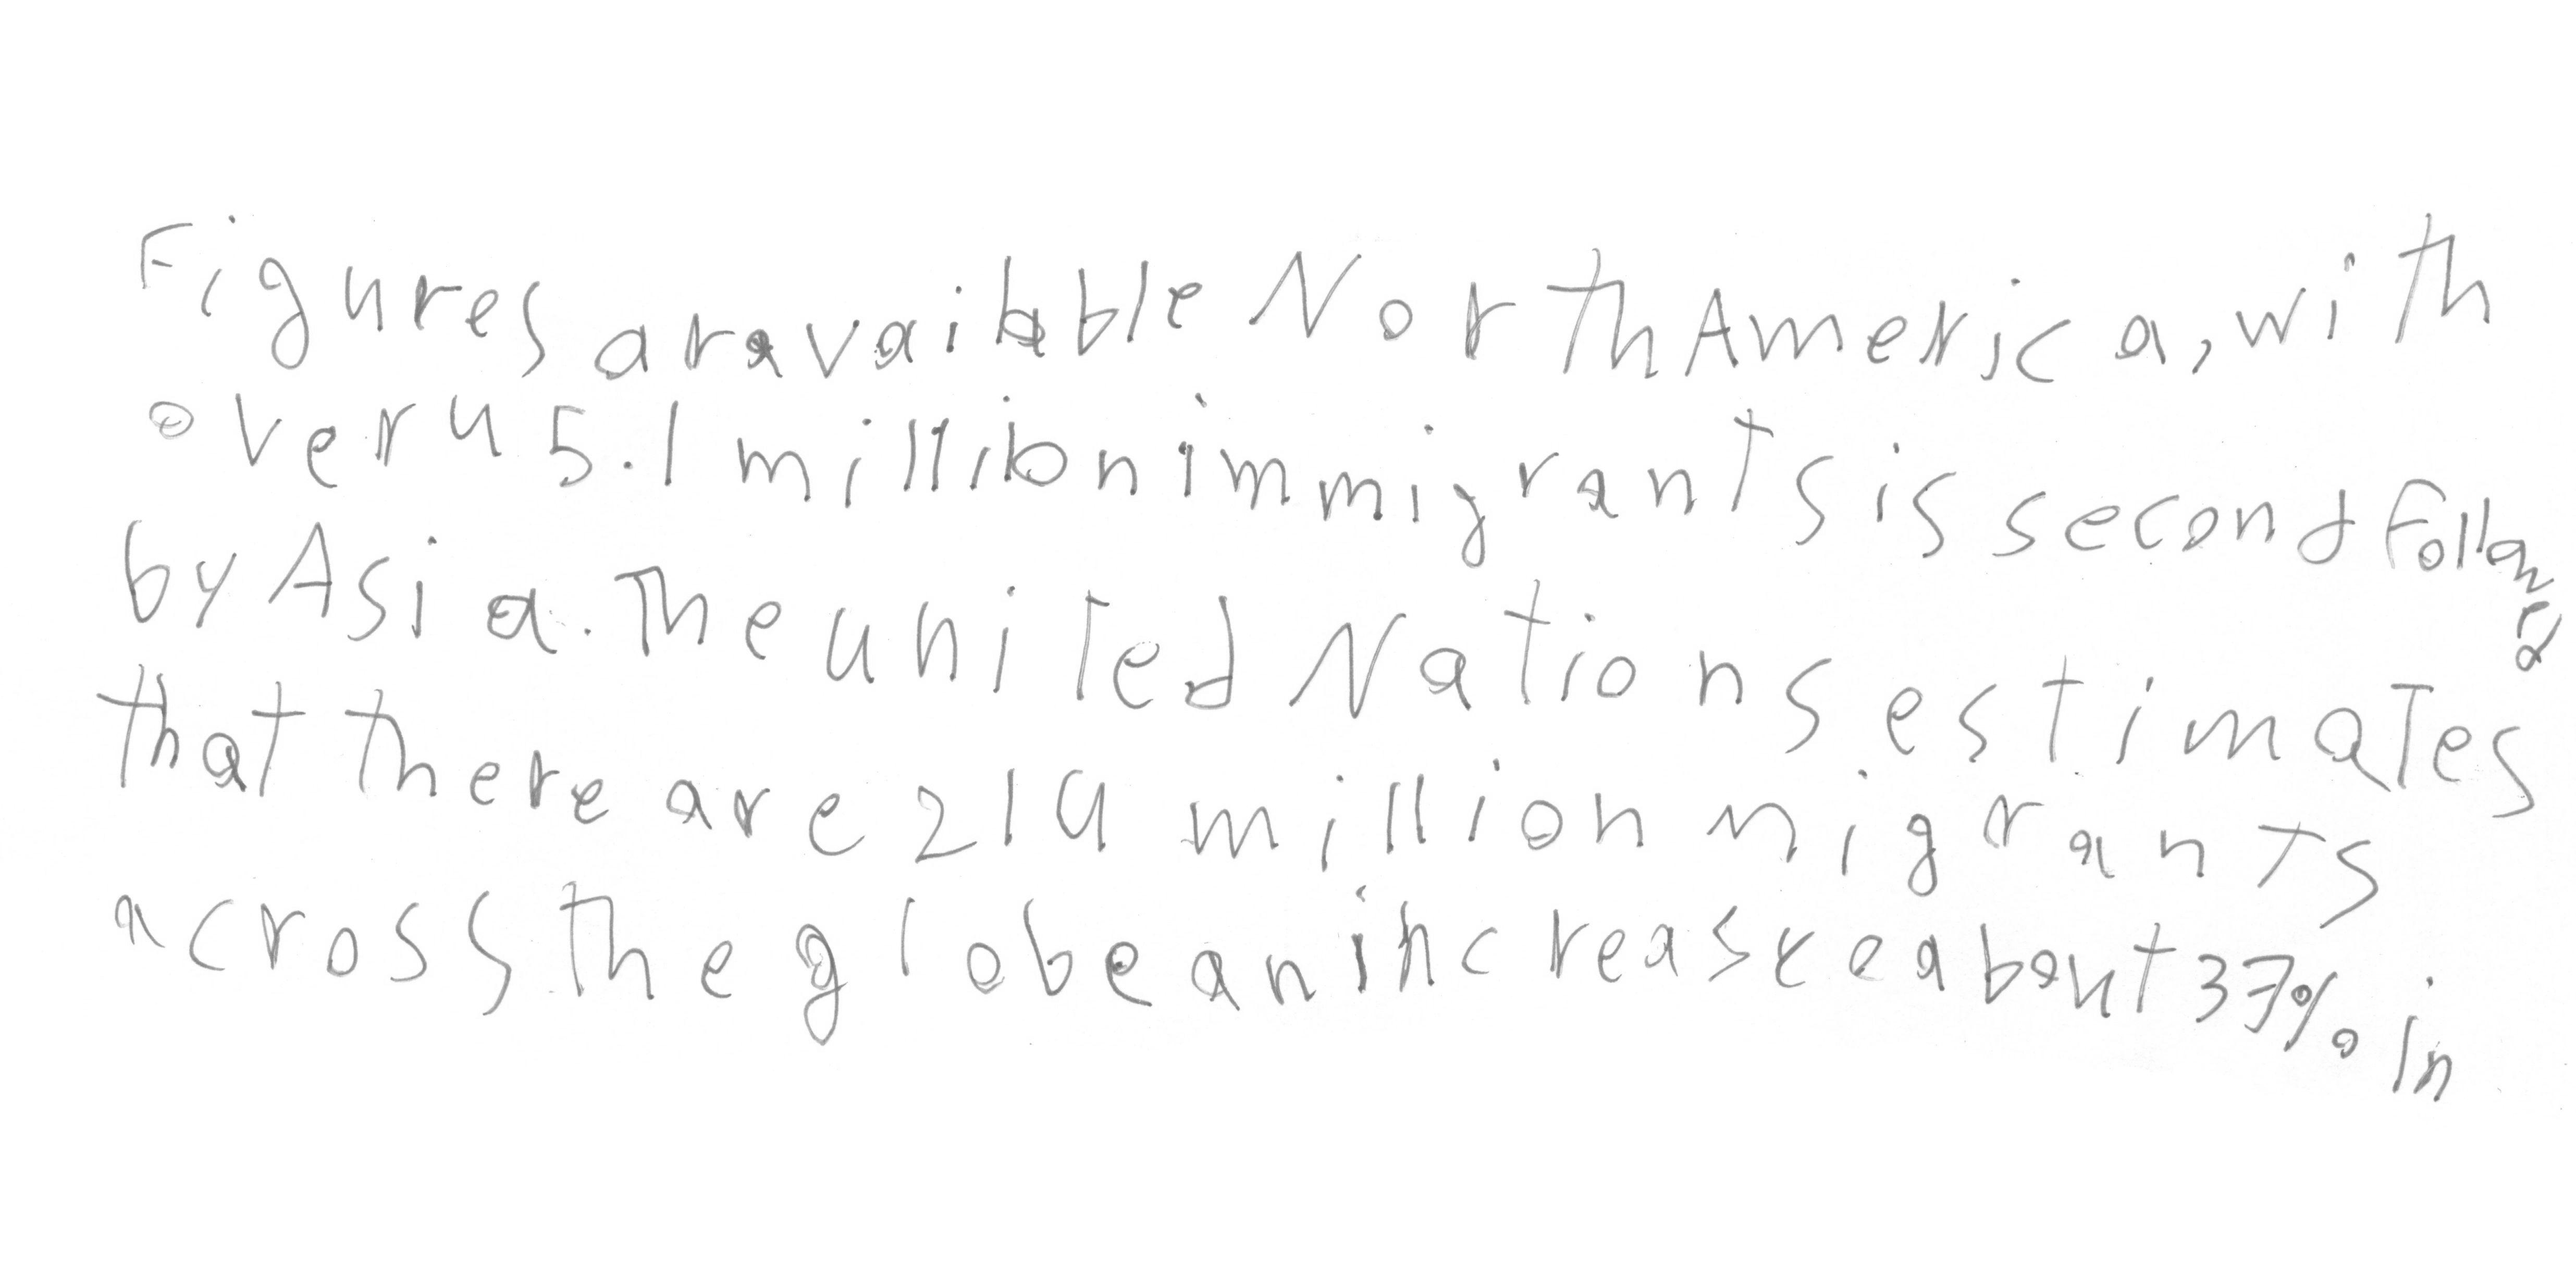 Figures aravailable North America, with
over 45.1 million immigrants is second followed
by Asia. The united Nations estimates
that there are 214 million migrants
across the globe an increase about 37% in